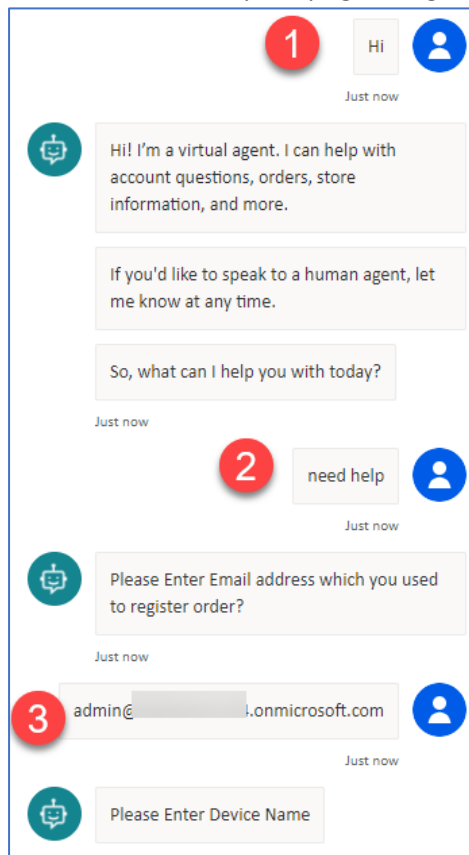 1
Hi
Just now
Hi! I'm a virtual agent. I can help with
account questions, orders, store
information, and more.
If you'd like to speak to a human agent, let
me know at any time.
So, what can I help you with today?
Just now
2
need help
Just now
Please Enter Email address which you used
to register order?
Just now
3
admin@ .onmicrosoft.com
Just now
Please Enter Device Name